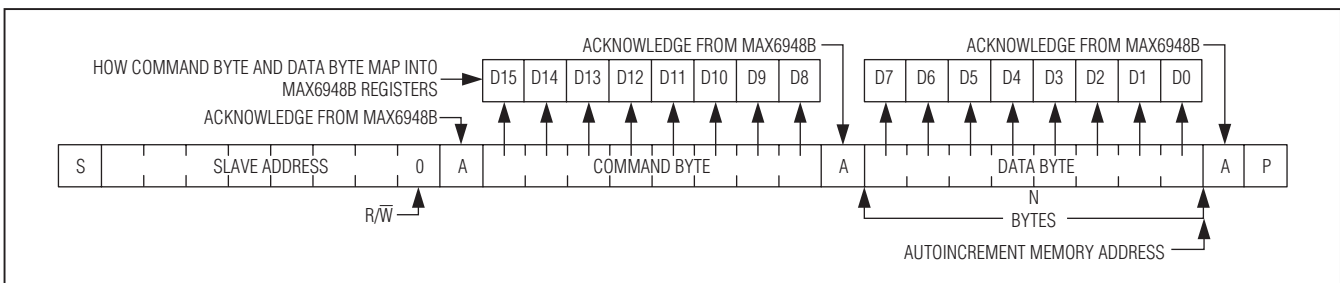 ACKNOWLEDGE FROM MAX6948B
ACKNOWLEDGE FROM MAX6948B
HOW COMMAND BYTE AND DATA BYTE MAP INTO
MAX6948B REGISTERS
D15 D14 D13 D12 D11 D10 D9 D8
D7 D6 D5 D4 D3 D2 D1 D0
ACKNOWLEDGE FROM MAX6948B
S SLAVE ADDRESS 0 A COMMAND BYTE A DATA BYTE A P
R/W̅
N
BYTES
AUTOINCREMENT MEMORY ADDRESS